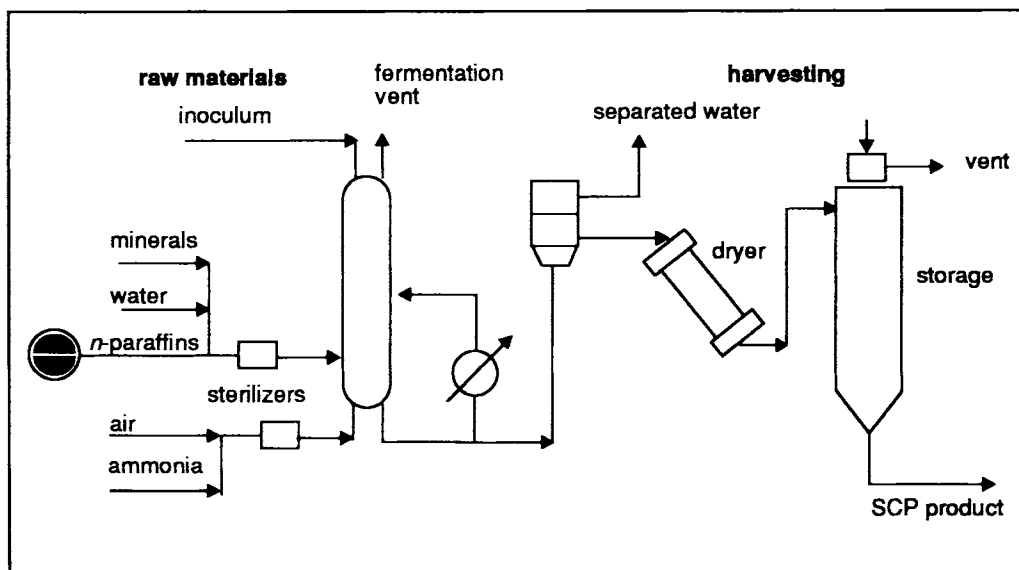 raw materials
fermentation
vent
harvesting
inoculum
separated water
vent
minerals
dryer
storage
water
n-paraffins
sterilizers
air
ammonia
SCP product